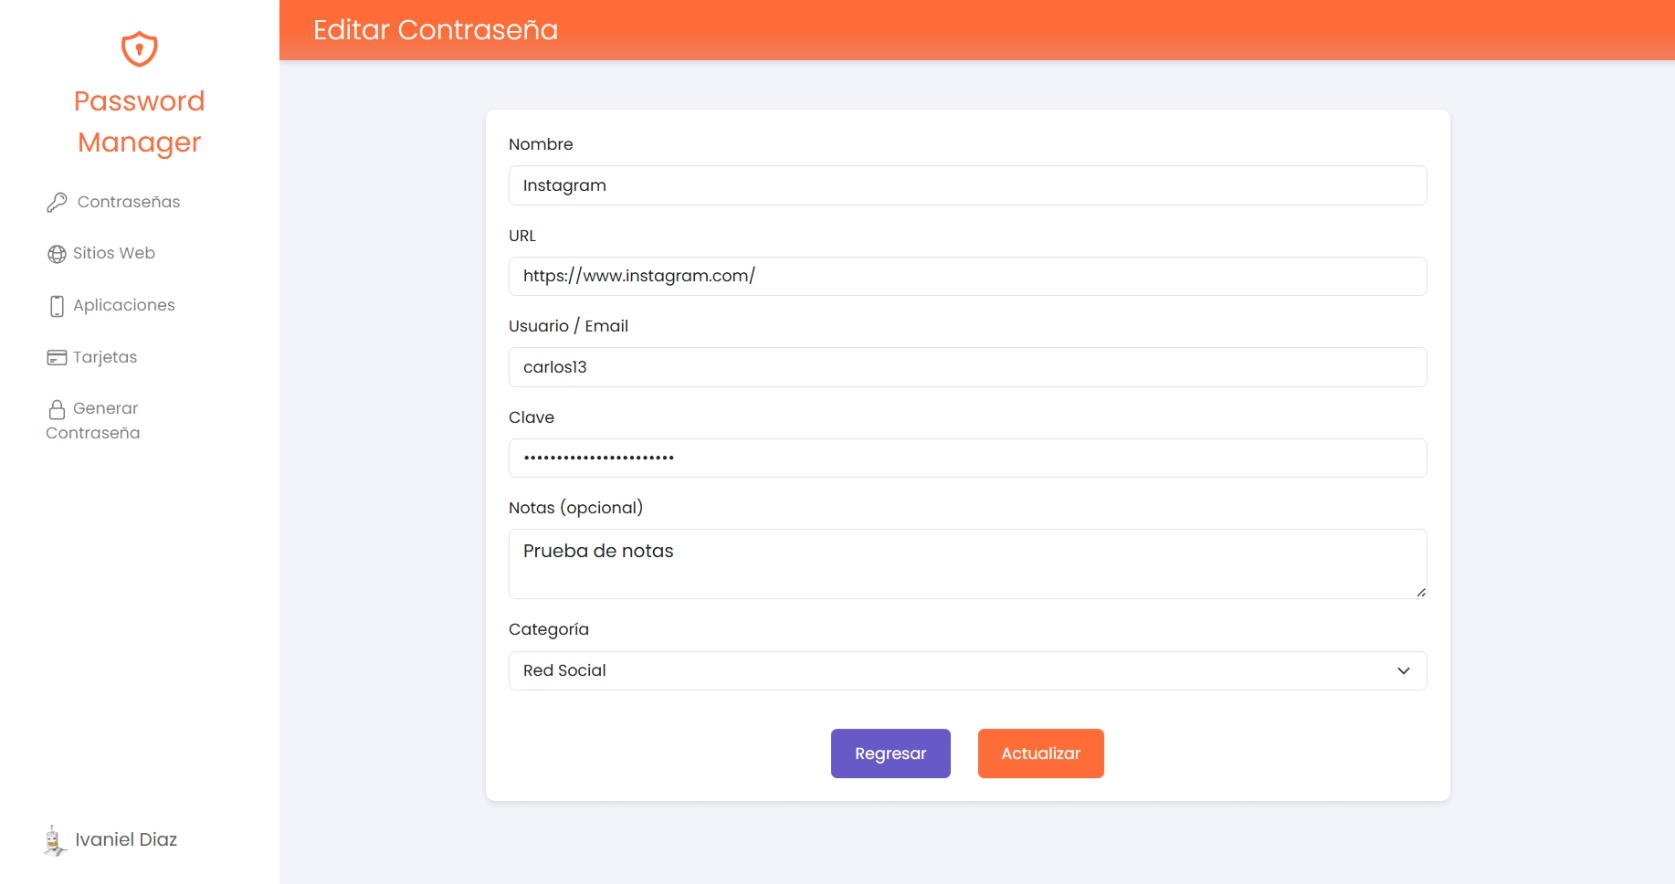 Password
Manager
Contraseñas
Sitios Web
Aplicaciones
Tarjetas
Generar
Contraseña
Ivaniel Diaz
Editar Contraseña
Nombre
Instagram
URL
https://www.instagram.com/
Usuario / Email
carlos13
Clave
•••••••••••••••••••••••
Notas (opcional)
Prueba de notas
Categoría
Red Social
Regresar
Actualizar